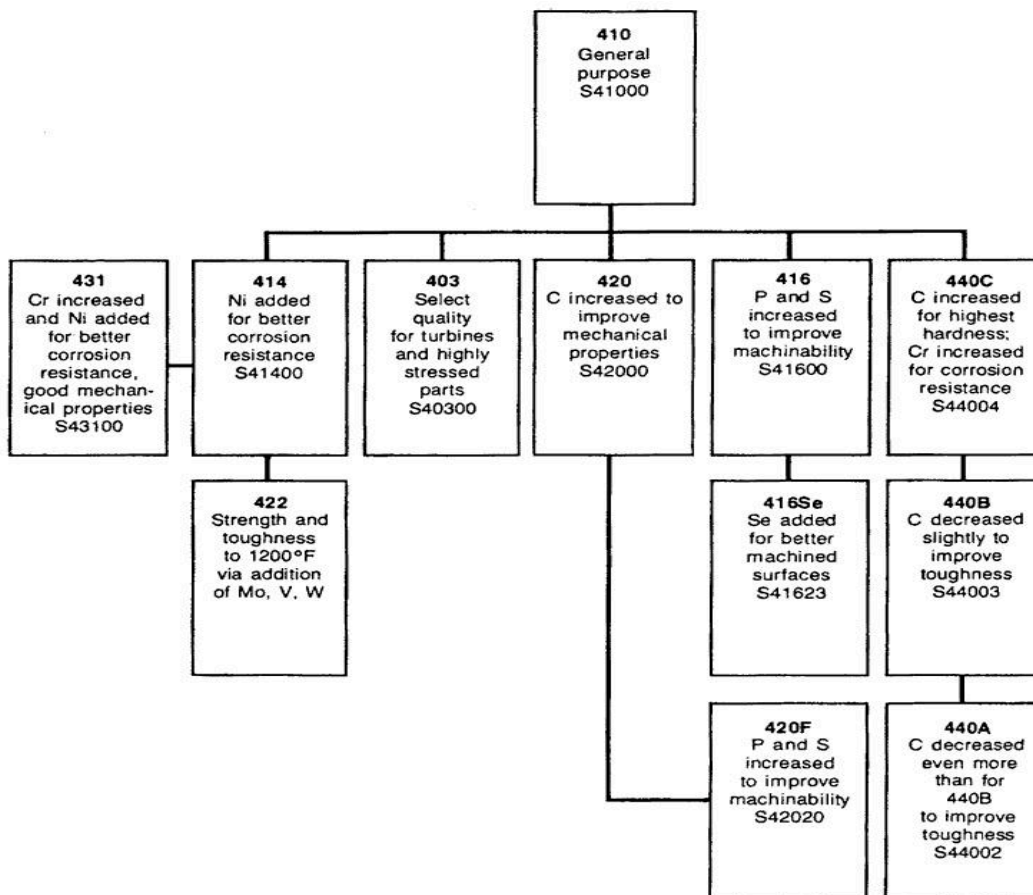 410
General
purpose
S41000
431
Cr increased
and Ni added
for better
corrosion
resistance,
good mechan-
ical properties
S43100
414
Ni added
for better
corrosion
resistance
S41400
403
Select
quality
for turbines
and highly
stressed
parts
S40300
420
C increased to
improve
mechanical
properties
S42000
416
P and S
increased
to improve
machinability
S41600
440C
C increased
for highest
hardness;
Cr increased
for corrosion
resistance
S44004
422
Strength and
toughness
to 1200°F
via addition
of Mo, V, W
416Se
Se added
for better
machined
surfaces
S41623
440B
C decreased
slightly to
improve
toughness
S44003
420F
P and S
increased
to improve
machinability
S42020
440A
C decreased
even more
than for
440B
to improve
toughness
S44002